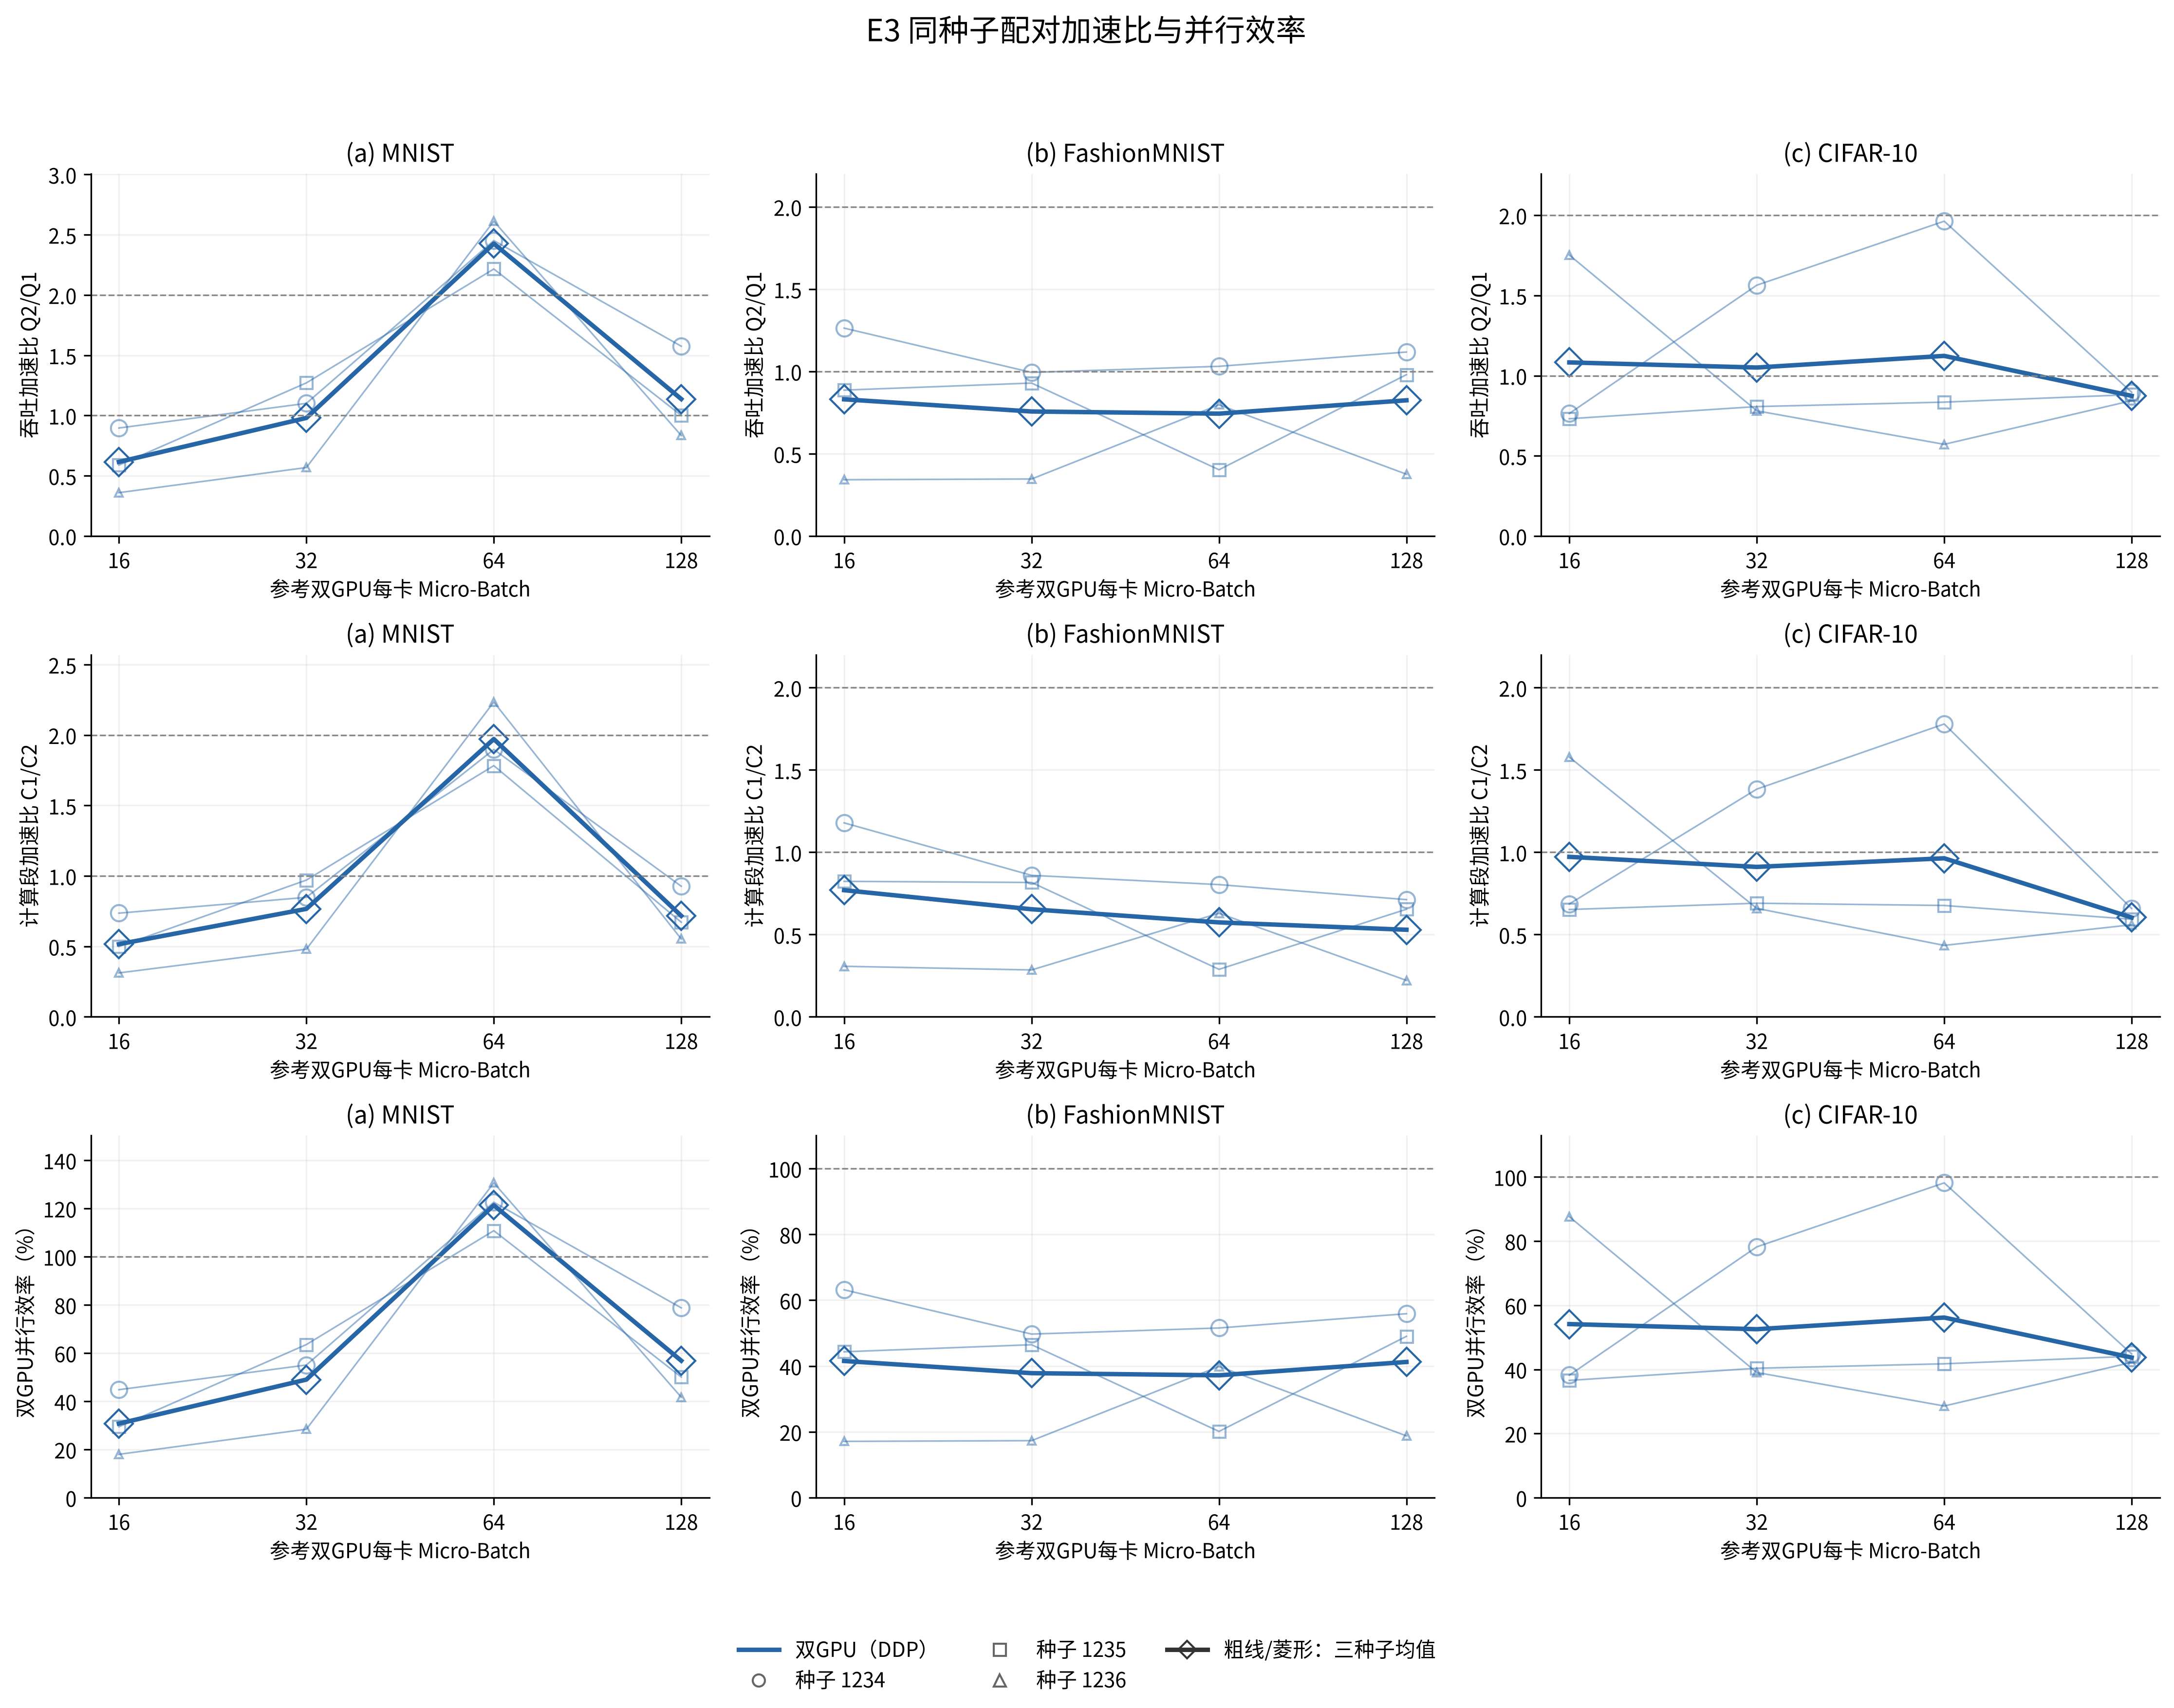 E3 同种子配对加速比与并行效率
(a) MNIST
(b) FashionMNIST
(c) CIFAR-10
吞吐加速比 Q2/Q1
3.0
2.5
2.0
1.5
1.0
0.5
0.0
16 32 64 128
参考双GPU每卡 Micro-Batch
吞吐加速比 Q2/Q1
2.0
1.5
1.0
0.5
0.0
16 32 64 128
参考双GPU每卡 Micro-Batch
吞吐加速比 Q2/Q1
2.0
1.5
1.0
0.5
0.0
16 32 64 128
参考双GPU每卡 Micro-Batch
(a) MNIST
(b) FashionMNIST
(c) CIFAR-10
计算段加速比 C1/C2
2.5
2.0
1.5
1.0
0.5
0.0
16 32 64 128
参考双GPU每卡 Micro-Batch
计算段加速比 C1/C2
2.0
1.5
1.0
0.5
0.0
16 32 64 128
参考双GPU每卡 Micro-Batch
计算段加速比 C1/C2
2.0
1.5
1.0
0.5
0.0
16 32 64 128
参考双GPU每卡 Micro-Batch
(a) MNIST
(b) FashionMNIST
(c) CIFAR-10
双GPU并行效率（%）
140
120
100
80
60
40
20
0
16 32 64 128
参考双GPU每卡 Micro-Batch
双GPU并行效率（%）
100
80
60
40
20
0
16 32 64 128
参考双GPU每卡 Micro-Batch
双GPU并行效率（%）
100
80
60
40
20
0
16 32 64 128
参考双GPU每卡 Micro-Batch
双GPU（DDP）
种子 1234
种子 1235
种子 1236
粗线/菱形：三种子均值